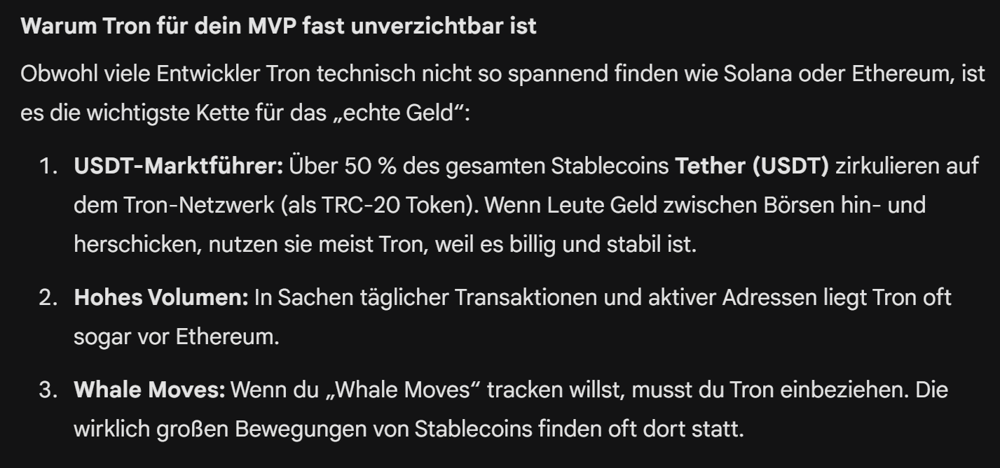 Warum Tron für dein MVP fast unverzichtbar ist
Obwohl viele Entwickler Tron technisch nicht so spannend finden wie Solana oder Ethereum, ist
es die wichtigste Kette für das „echte Geld“:
1. USDT-Marktführer: Über 50 % des gesamten Stablecoins Tether (USDT) zirkulieren auf
dem Tron-Netzwerk (als TRC-20 Token). Wenn Leute Geld zwischen Börsen hin- und
herschicken, nutzen sie meist Tron, weil es billig und stabil ist.
2. Hohes Volumen: In Sachen täglicher Transaktionen und aktiver Adressen liegt Tron oft
sogar vor Ethereum.
3. Whale Moves: Wenn du „Whale Moves“ tracken willst, musst du Tron einbeziehen. Die
wirklich großen Bewegungen von Stablecoins finden oft dort statt.